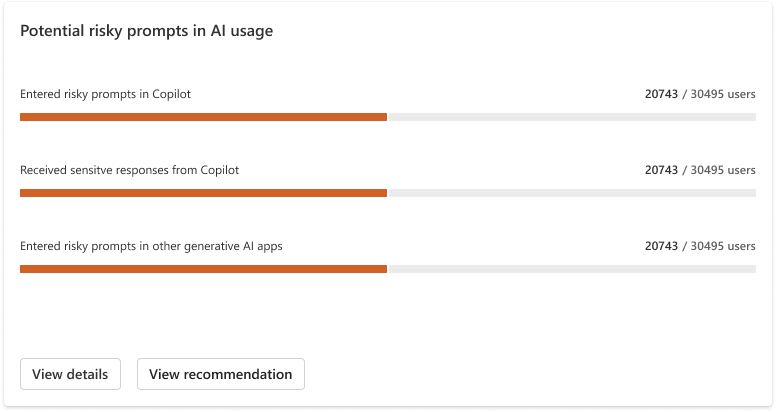 Potential risky prompts in AI usage
Entered risky prompts in Copilot
20743 / 30495 users
Received sensitve responses from Copilot
20743 / 30495 users
Entered risky prompts in other generative AI apps
20743 / 30495 users
View details
View recommendation